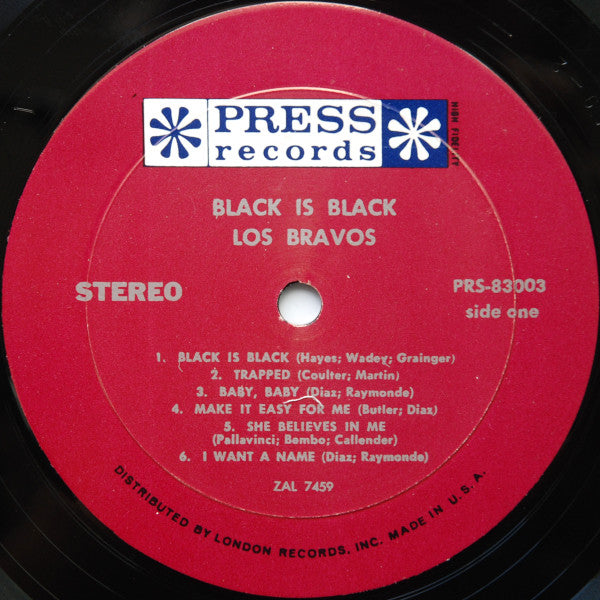 PRESS
records
HIGH FIDELITY
BLACK IS BLACK
LOS BRAVOS
STEREO
PRS-83003
side one
1. BLACK IS BLACK (Hayes; Wadey; Grainger)
2. TRAPPED (Coulter; Martin)
3. BABY, BABY (Diaz; Raymonde)
4. MAKE IT EASY FOR ME (Butler; Diaz)
5. SHE BELIEVES IN ME
(Pallavinci; Bembo; Callender)
6. I WANT A NAME (Diaz; Raymonde)
ZAL 7459
DISTRIBUTED BY LONDON RECORDS, INC. MADE IN U.S.A.